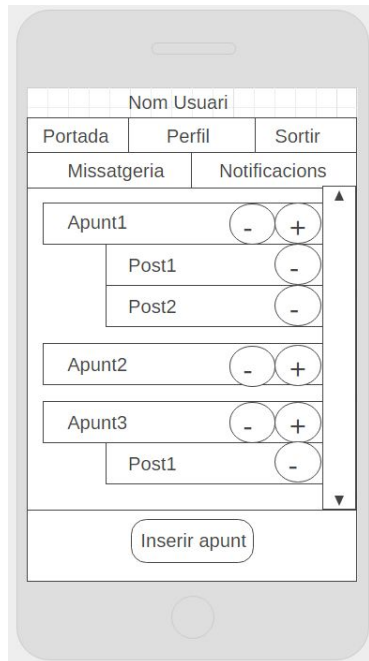 Nom Usuari
Portada Perfil Sortir
Missatgeria Notificacions
Apunt1 - +
Post1 -
Post2 -
Apunt2 - +
Apunt3 - +
Post1 -
Inserir apunt